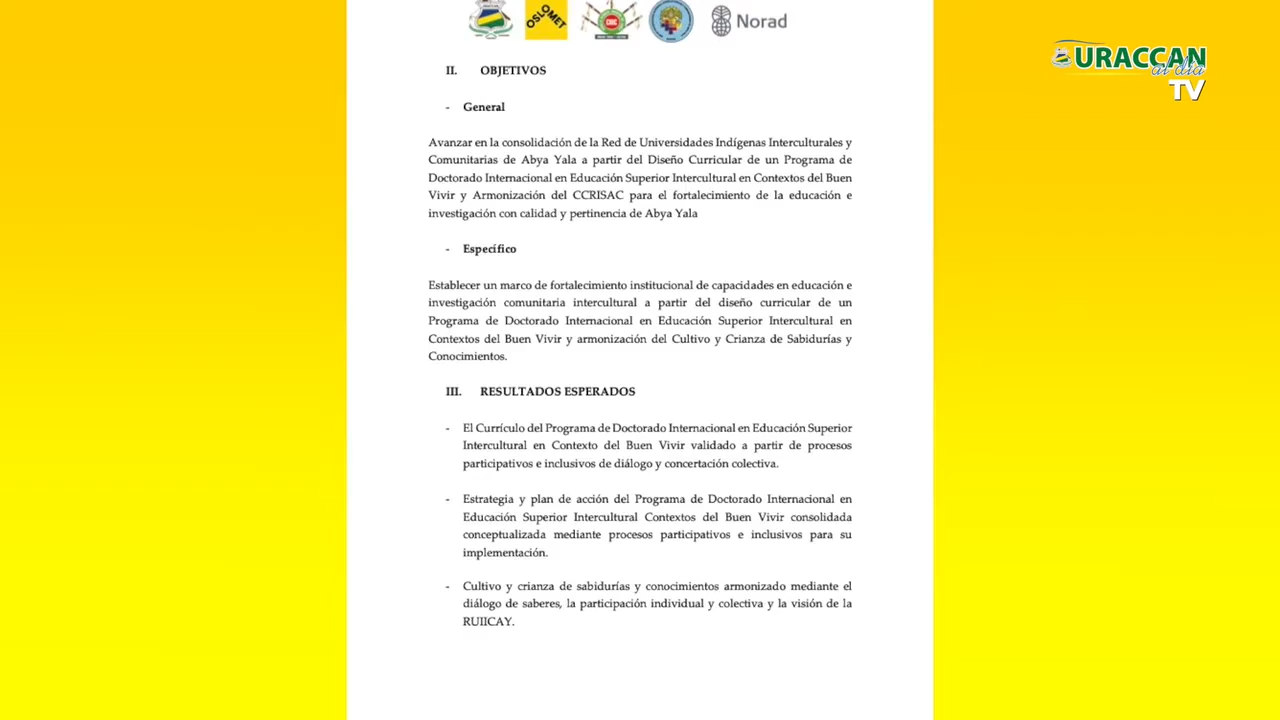 OSLOMET
CRIC
Norad
URACCAN
al día
TV
II. OBJETIVOS
- General
Avanzar en la consolidación de la Red de Universidades Indígenas Interculturales y
Comunitarias de Abya Yala a partir del Diseño Curricular de un Programa de
Doctorado Internacional en Educación Superior Intercultural en Contextos del Buen
Vivir y Armonización del CCRISAC para el fortalecimiento de la educación e
investigación con calidad y pertinencia de Abya Yala
- Específico
Establecer un marco de fortalecimiento institucional de capacidades en educación e
investigación comunitaria intercultural a partir del diseño curricular de un
Programa de Doctorado Internacional en Educación Superior Intercultural en
Contextos del Buen Vivir y armonización del Cultivo y Crianza de Sabidurías y
Conocimientos.
III. RESULTADOS ESPERADOS
- El Currículo del Programa de Doctorado Internacional en Educación Superior
Intercultural en Contexto del Buen Vivir validado a partir de procesos
participativos e inclusivos de diálogo y concertación colectiva.
- Estrategia y plan de acción del Programa de Doctorado Internacional en
Educación Superior Intercultural Contextos del Buen Vivir consolidada
conceptualizada mediante procesos participativos e inclusivos para su
implementación.
- Cultivo y crianza de sabidurías y conocimientos armonizado mediante el
diálogo de saberes, la participación individual y colectiva y la visión de la
RUIICAY.